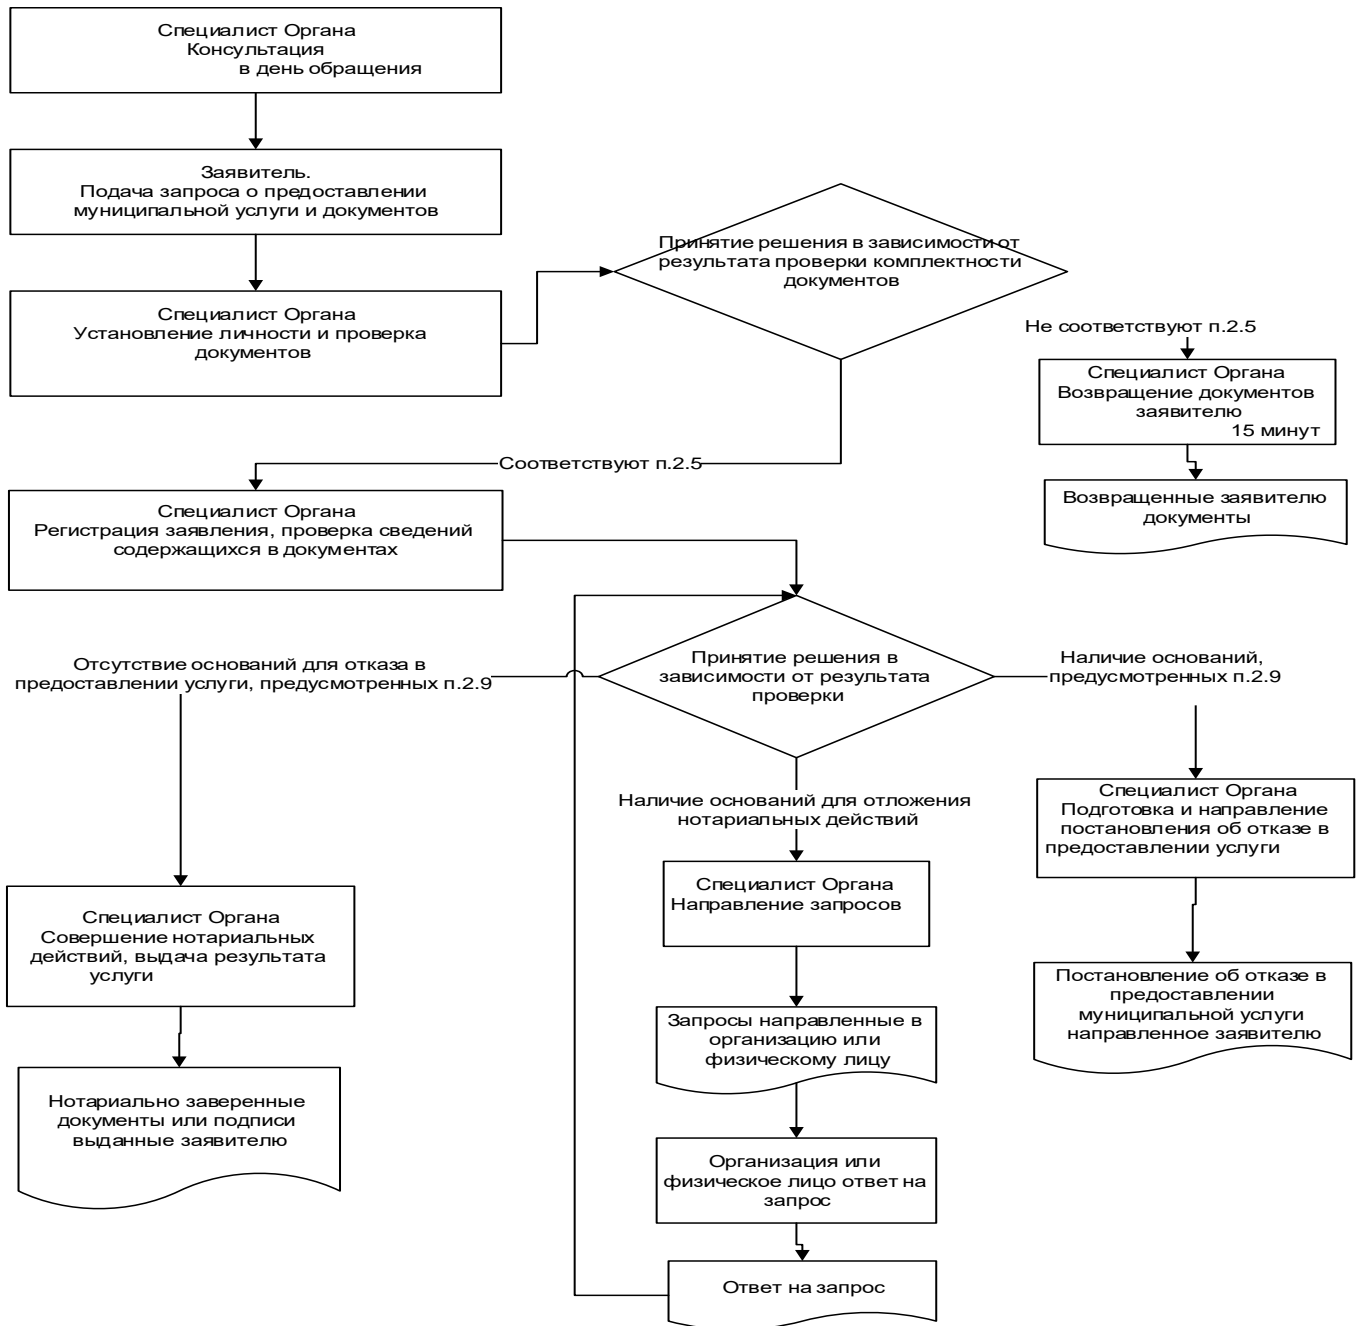 Специалист Органа
Консультация
в день обращения
Заявитель.
Подача запроса о предоставлении
муниципальной услуги и документов
Специалист Органа
Установление личности и проверка
документов
Принятие решения в зависимости от
результата проверки комплектности
документов
Не соответствуют п.2.5
Специалист Органа
Возвращение документов
заявителю
15 минут
Возвращенные заявителю
документы
Соответствуют п.2.5
Специалист Органа
Регистрация заявления, проверка сведений
содержащихся в документах
Принятие решения в
зависимости от результата
проверки
Отсутствие оснований для отказа в
предоставлении услуги, предусмотренных п.2.9
Наличие оснований,
предусмотренных п.2.9
Наличие оснований для отложения
нотариальных действий
Специалист Органа
Подготовка и направление
постановления об отказе в
предоставлении услуги
Специалист Органа
Направление запросов
Специалист Органа
Совершение нотариальных
действий, выдача результата
услуги
Постановление об отказе в
предоставлении
муниципальной услуги
направленное заявителю
Запросы направленные в
организацию или
физическому лицу
Нотариально заверенные
документы или подписи
выданные заявителю
Организация или
физическое лицо ответ на
запрос
Ответ на запрос